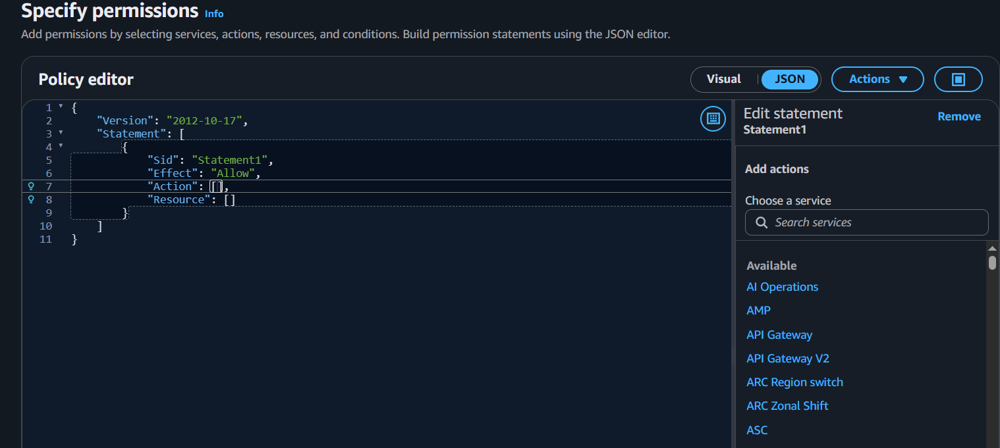 Specify permissions Info
Add permissions by selecting services, actions, resources, and conditions. Build permission statements using the JSON editor.
Policy editor
Visual
JSON
Actions
1 {
2 "Version": "2012-10-17",
3 "Statement": [
4 {
5 "Sid": "Statement1",
6 "Effect": "Allow",
7 "Action": [],
8 "Resource": []
9 }
10 ]
11 }
Edit statement
Statement1
Remove
Add actions
Choose a service
Search services
Available
AI Operations
AMP
API Gateway
API Gateway V2
ARC Region switch
ARC Zonal Shift
ASC